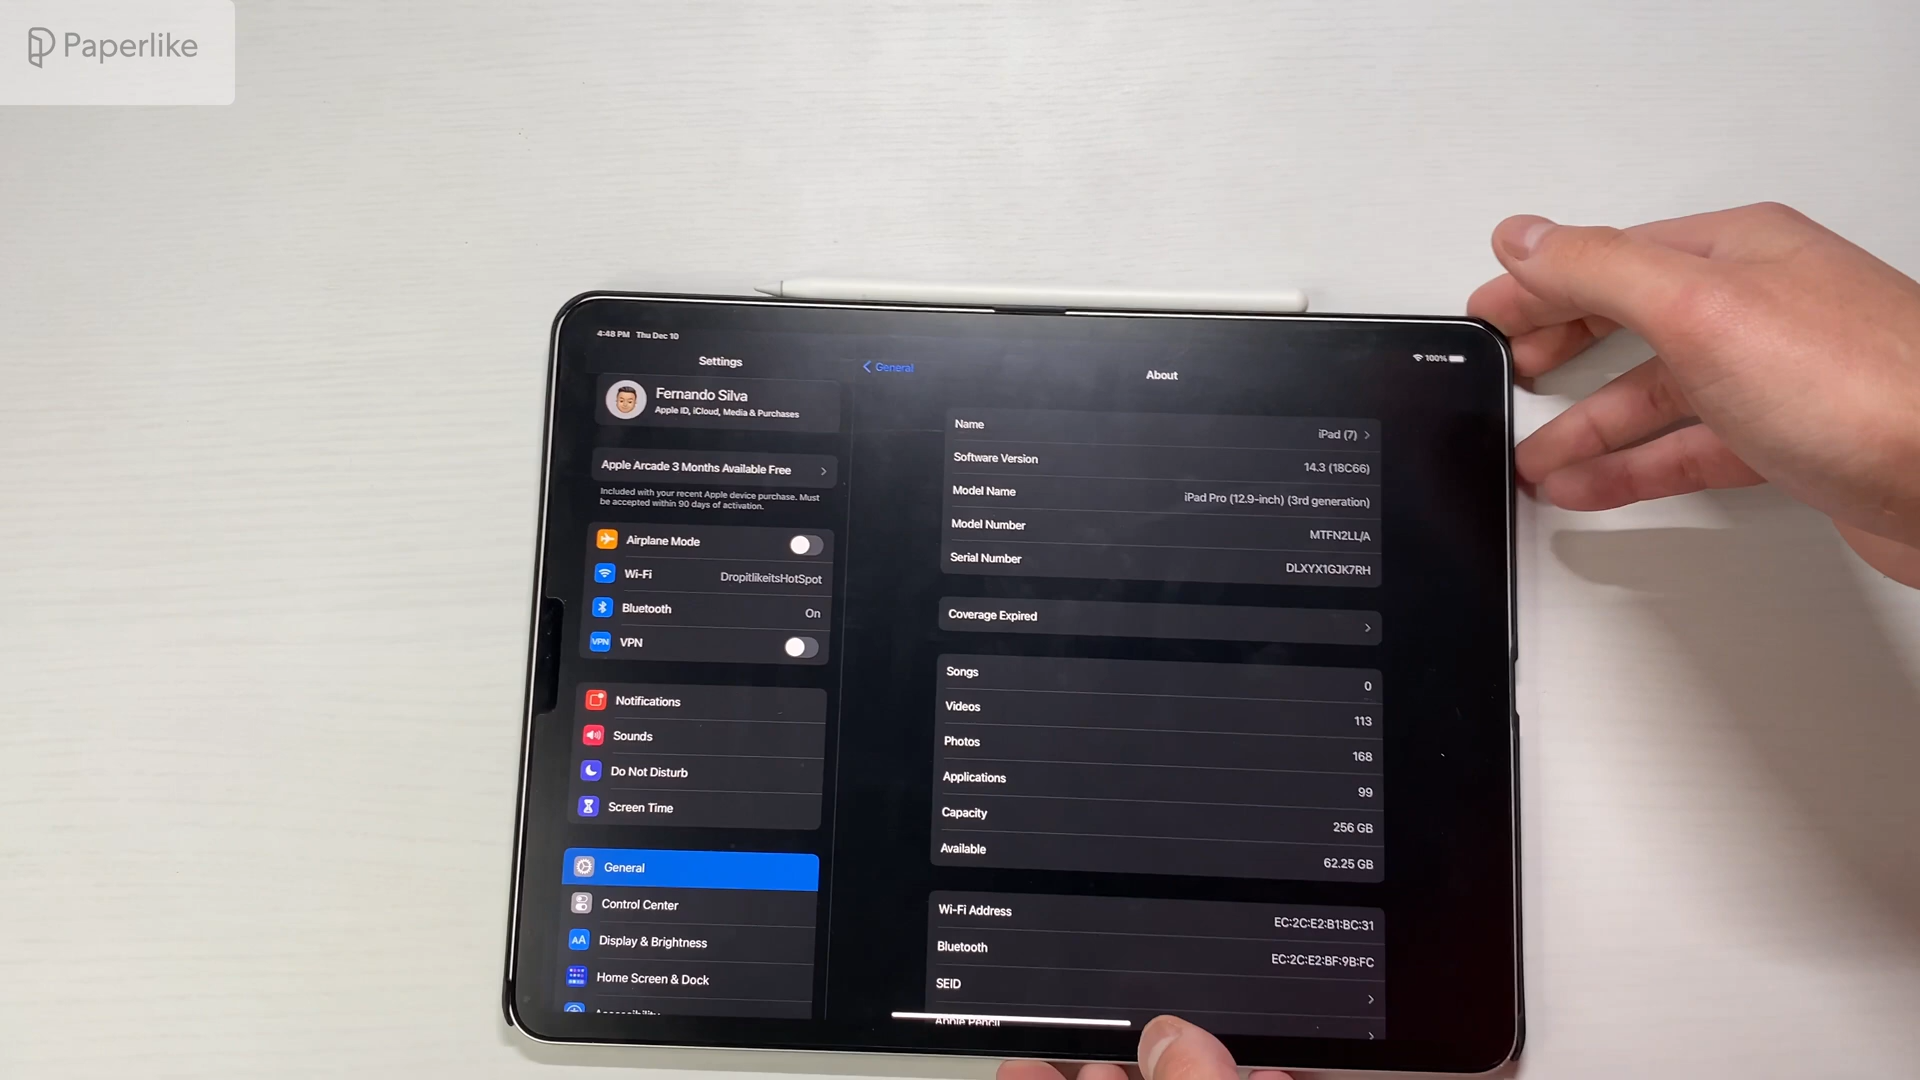 Paperlike
4:48 PM Thu Dec 10
100%
Settings
Fernando Silva
Apple ID, iCloud, Media & Purchases
Apple Arcade 3 Months Available Free
Included with your recent Apple device purchase. Must
be accepted within 90 days of activation.
Airplane Mode
Wi-Fi DropitlikeitsHotSpot
Bluetooth On
VPN VPN
Notifications
Sounds
Do Not Disturb
Screen Time
General
Control Center
AA Display & Brightness
Home Screen & Dock
Accessibility
General
About
Name iPad (7)
Software Version 14.3 (18C66)
Model Name iPad Pro (12.9-inch) (3rd generation)
Model Number MTFN2LL/A
Serial Number DLXYX1GJK7RH
Coverage Expired
Songs 0
Videos 113
Photos 168
Applications 99
Capacity 256 GB
Available 62.25 GB
Wi-Fi Address EC:2C:E2:B1:BC:31
Bluetooth EC:2C:E2:BF:9B:FC
SEID
Apple Pencil